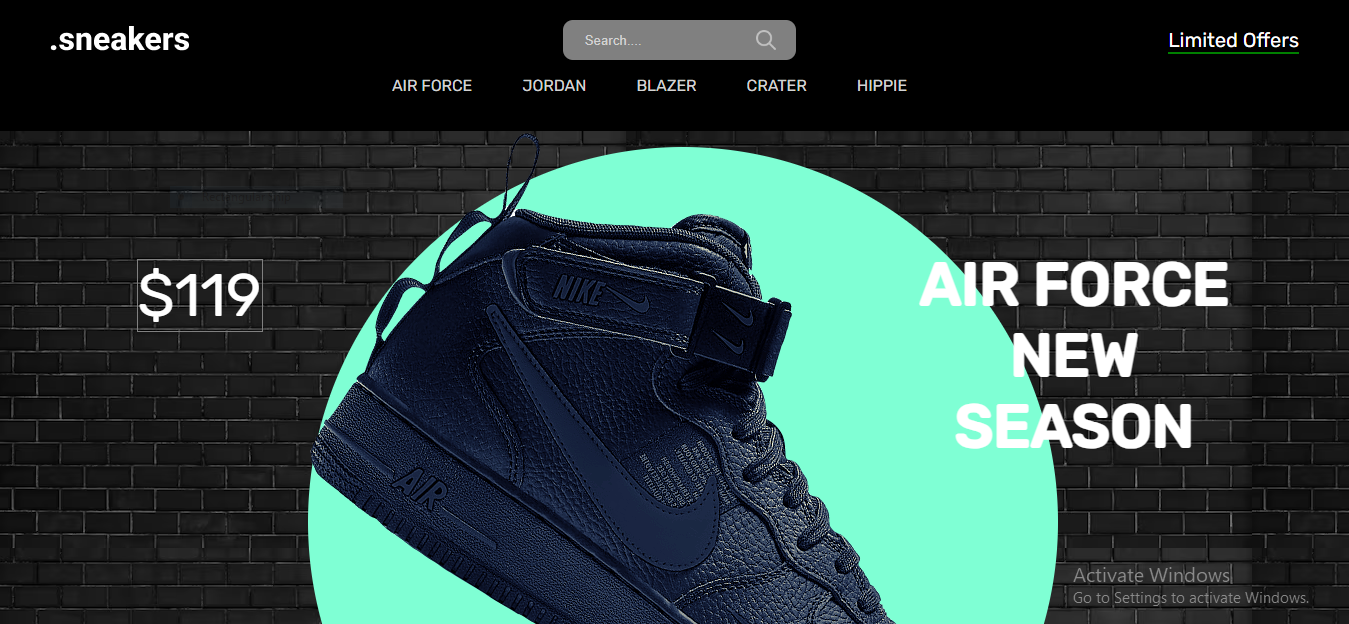 .sneakers
Search....
Limited Offers
AIR FORCE
JORDAN
BLAZER
CRATER
HIPPIE
$119
NIKE
AIR
AIR FORCE
NEW
SEASON
Activate Windows
Go to Settings to activate Windows.